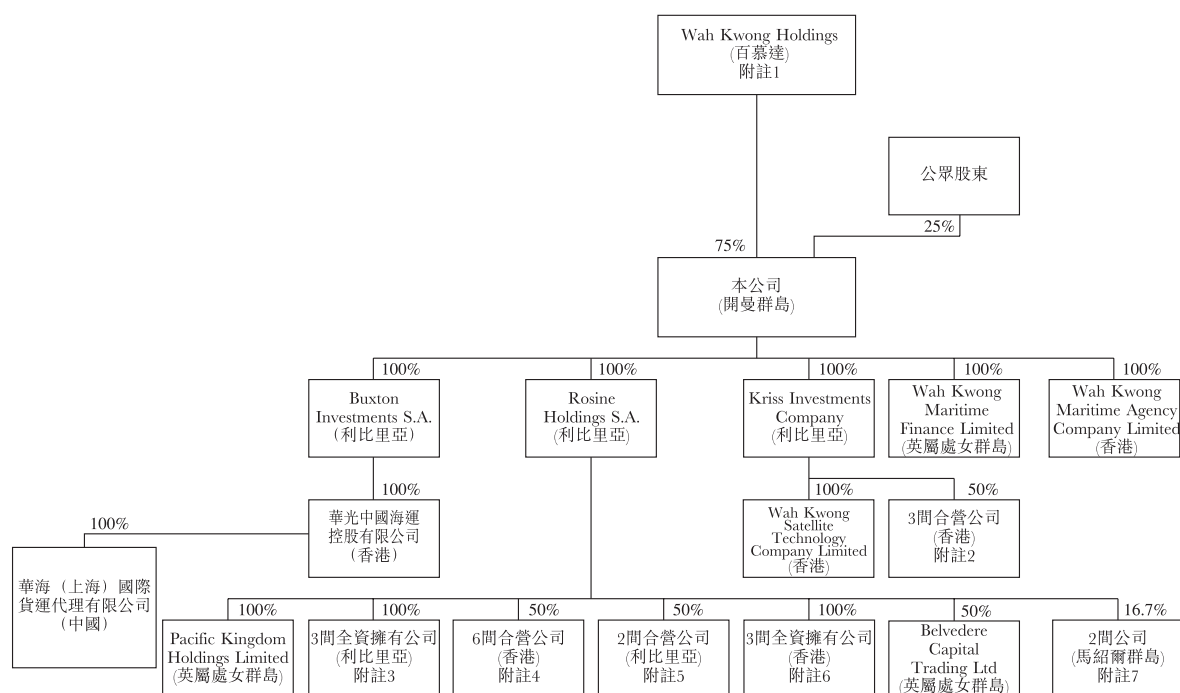 Wah Kwong Holdings
(百慕達)
附註1
公眾股東
25%
75%
本公司
(開曼群島)
100%
100%
100%
100%
100%
Buxton
Investments S.A.
(利比里亞)
Rosine
Holdings S.A.
(利比里亞)
Kriss Investments
Company
(利比里亞)
Wah Kwong
Maritime
Finance Limited
(英屬處女群島)
Wah Kwong
Maritime Agency
Company Limited
(香港)
100%
100%
50%
100%
華光中國海運
控股有限公司
(香港)
Wah Kwong
Satellite
Technology
Company Limited
(香港)
3間合營公司
(香港)
附註2
華海（上海）國際
貨運代理有限公司
(中國)
100%
100%
50%
50%
100%
50%
16.7%
Pacific Kingdom
Holdings Limited
(英屬處女群島)
3間全資擁有公司
(利比里亞)
附註3
6間合營公司
(香港)
附註4
2間合營公司
(利比里亞)
附註5
3間全資擁有公司
(香港)
附註6
Belvedere
Capital
Trading Ltd
(英屬處女群島)
2間公司
(馬紹爾群島)
附註7